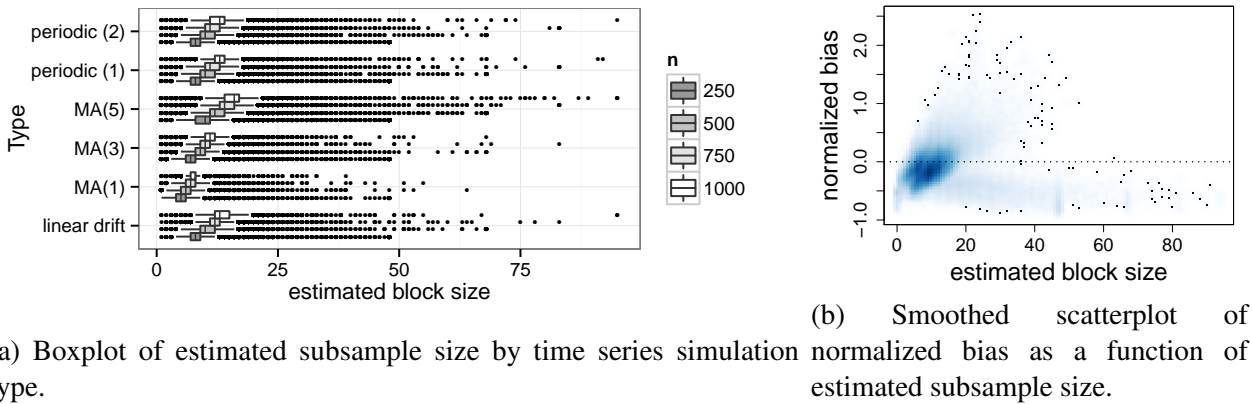 periodic (2)
periodic (1)
MA(5)
MA(3)
MA(1)
linear drift
Type
0 25 50 75
estimated block size
n
250
500
750
1000
normalized bias
2.0
1.0
0.0
−1.0
0 20 40 60 80
estimated block size
a) Boxplot of estimated subsample size by time series simulation
ype.
(b) Smoothed scatterplot of
normalized bias as a function of
estimated subsample size.